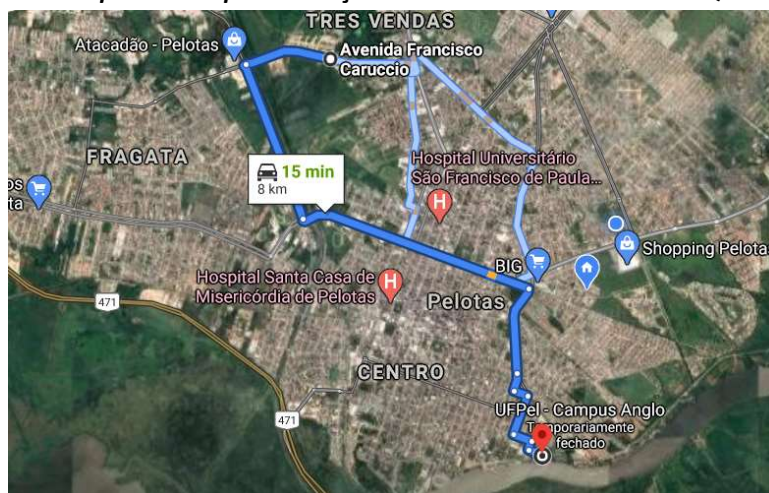 TRES VENDAS
Atacadão - Pelotas
Avenida Francisco
Caruccio
FRAGATA
15 min
8 km
Hospital Universitário
São Francisco de Paula...
H
BIG
Shopping Pelota
Hospital Santa Casa de
Misericórdia de Pelotas
H
Pelotas
471
CENTRO
471
UFPel - Campus Anglo
Temporariamente
fechado